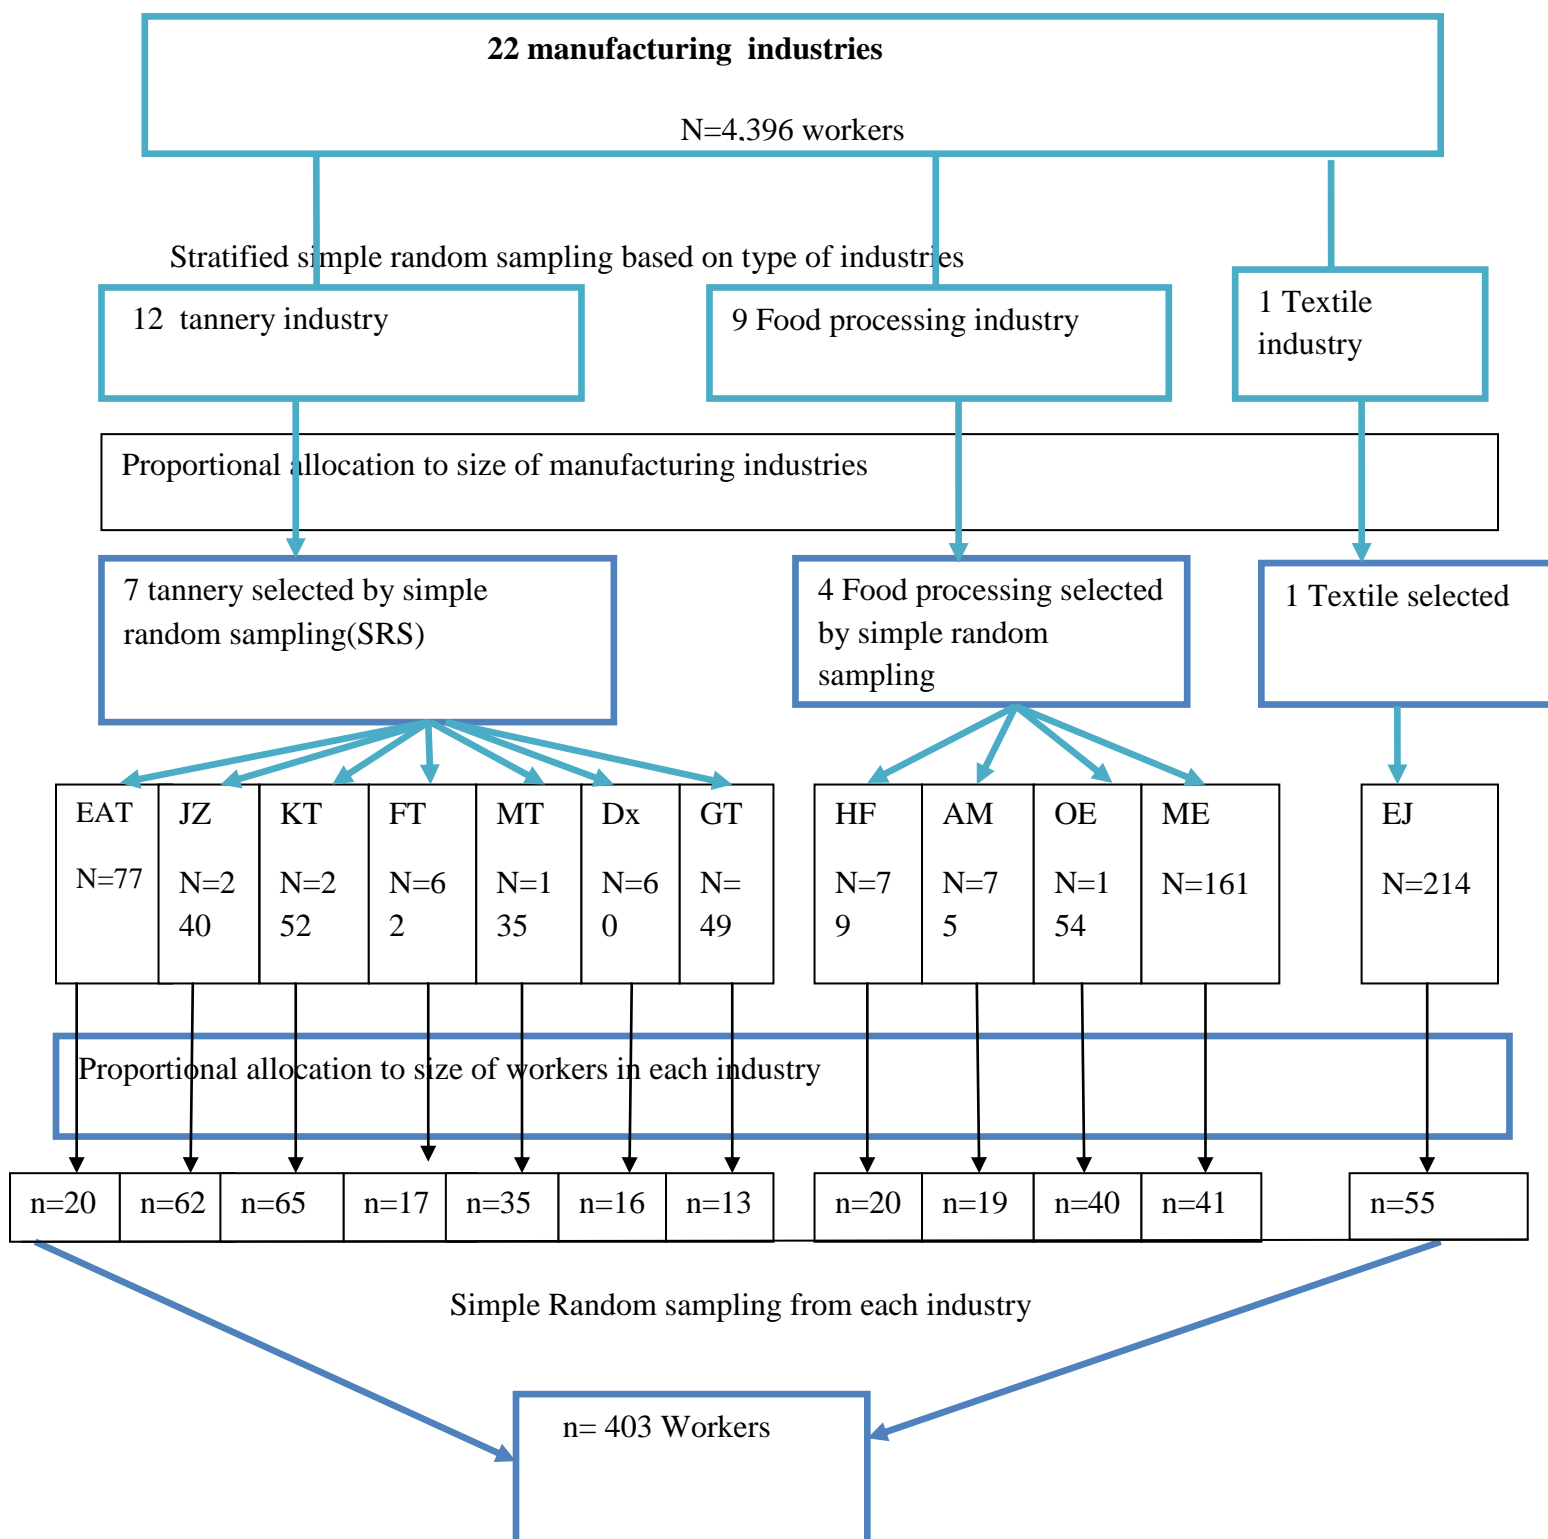 22 manufacturing  industries
N=4,396 workers
Stratified simple random sampling based on type of industries
12  tannery industry
9 Food processing industry
1 Textile
industry
Proportional allocation to size of manufacturing industries
7 tannery selected by simple
random sampling(SRS)
4 Food processing selected
by simple random
sampling
1 Textile selected
EAT
N=77
JZ
N=2
40
KT
N=2
52
FT
N=6
2
MT
N=1
35
Dx
N=6
0
GT
N=
49
HF
N=7
9
AM
N=7
5
OE
N=1
54
ME
N=161
EJ
N=214
Proportional allocation to size of workers in each industry
n=20
n=62
n=65
n=17
n=35
n=16
n=13
n=20
n=19
n=40
n=41
n=55
Simple Random sampling from each industry
n= 403 Workers